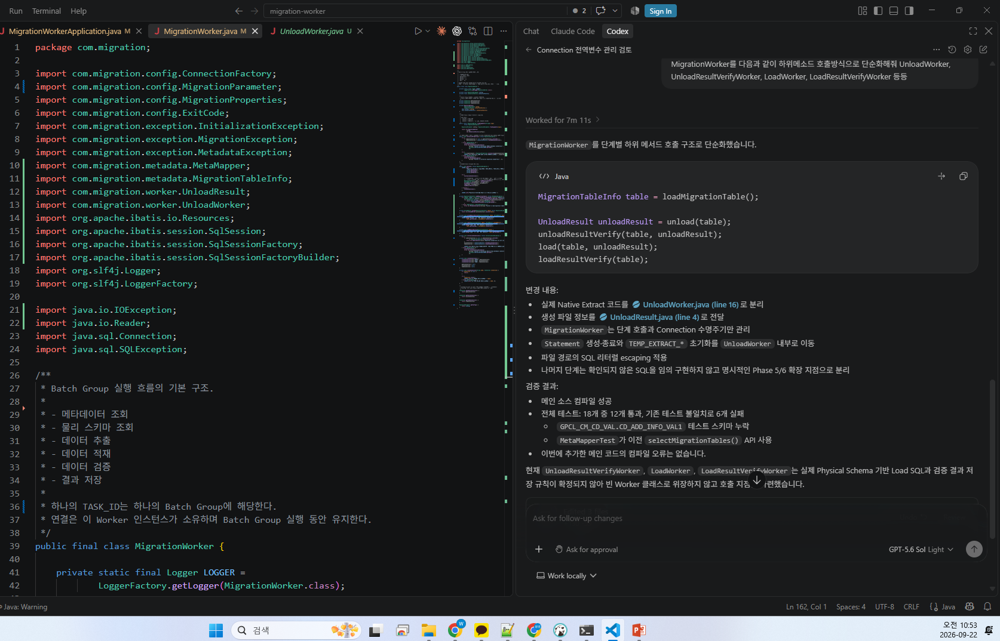 Run Terminal Help
migration-worker
2
Sign In
MigrationWorkerApplication.java M
MigrationWorker.java M
UnloadWorker.java U
1 package com.migration;
2
3 import com.migration.config.ConnectionFactory;
4 import com.migration.config.MigrationParameter;
5 import com.migration.config.MigrationProperties;
6 import com.migration.config.ExitCode;
7 import com.migration.exception.InitializationException;
8 import com.migration.exception.MigrationException;
9 import com.migration.exception.MetadataException;
10 import com.migration.metadata.MetaMapper;
11 import com.migration.metadata.MigrationTableInfo;
12 import com.migration.worker.UnloadResult;
13 import com.migration.worker.UnloadWorker;
14 import org.apache.ibatis.io.Resources;
15 import org.apache.ibatis.session.SqlSession;
16 import org.apache.ibatis.session.SqlSessionFactory;
17 import org.apache.ibatis.session.SqlSessionFactoryBuilder;
18 import org.slf4j.Logger;
19 import org.slf4j.LoggerFactory;
20
21 import java.io.IOException;
22 import java.io.Reader;
23 import java.sql.Connection;
24 import java.sql.SQLException;
25
26 /**
27 * Batch Group 실행 흐름의 기본 구조.
28 *
29 * - 메타데이터 조회
30 * - 물리 스키마 조회
31 * - 데이터 추출
32 * - 데이터 적재
33 * - 데이터 검증
34 * - 결과 저장
35 *
36 * 하나의 TASK_ID는 하나의 Batch Group에 해당한다.
37 * 연결은 이 Worker 인스턴스가 소유하며 Batch Group 실행 동안 유지한다.
38 */
39 public final class MigrationWorker {
40
41 private static final Logger LOGGER =
42 LoggerFactory.getLogger(MigrationWorker.class);
Chat Claude Code Codex
Connection 전역변수 관리 검토
MigrationWorker를 다음과 같이 하위메소드 호출방식으로 단순화해줘 UnloadWorker,
UnloadResultVerifyWorker, LoadWorker, LoadResultVerifyWorker 등등
Worked for 7m 11s
MigrationWorker 를 단계별 하위 메서드 호출 구조로 단순화했습니다.
Java
MigrationTableInfo table = loadMigrationTable();
UnloadResult unloadResult = unload(table);
unloadResultVerify(table, unloadResult);
load(table, unloadResult);
loadResultVerify(table);
변경 내용:
• 실제 Native Extract 코드를 UnloadWorker.java (line 16) 로 분리
• 생성 파일 정보를 UnloadResult.java (line 4) 로 전달
• MigrationWorker 는 단계 호출과 Connection 수명주기만 관리
• Statement 생성·종료와 TEMP_EXTRACT_* 초기화를 UnloadWorker 내부로 이동
• 파일 경로의 SQL 리터럴 escaping 적용
• 나머지 단계는 확인되지 않은 SQL을 임의 구현하지 않고 명시적인 Phase 5/6 확장 지점으로 분리
검증 결과:
• 메인 소스 컴파일 성공
• 전체 테스트: 18개 중 12개 통과, 기존 테스트 불일치로 6개 실패
GPCL_CM_CD_VAL.CD_ADD_INFO_VAL1 테스트 스키마 누락
MetaMapperTest 가 이전 selectMigrationTables() API 사용
• 이번에 추가한 메인 코드의 컴파일 오류는 없습니다.
현재 UnloadResultVerifyWorker, LoadWorker, LoadResultVerifyWorker 는 실제 Physical Schema 기반 Load SQL과 검증 결과 저
장 규칙이 확정되지 않아 빈 Worker 클래스로 위장하지 않고 호출 지점 련했습니다.
Ask for follow-up changes
Ask for approval
GPT-5.6 Sol Light
Work locally
Java: Warning
Ln 162, Col 1 Spaces: 4 UTF-8 CRLF {} Java
검색
오전 10:53
2026-09-22